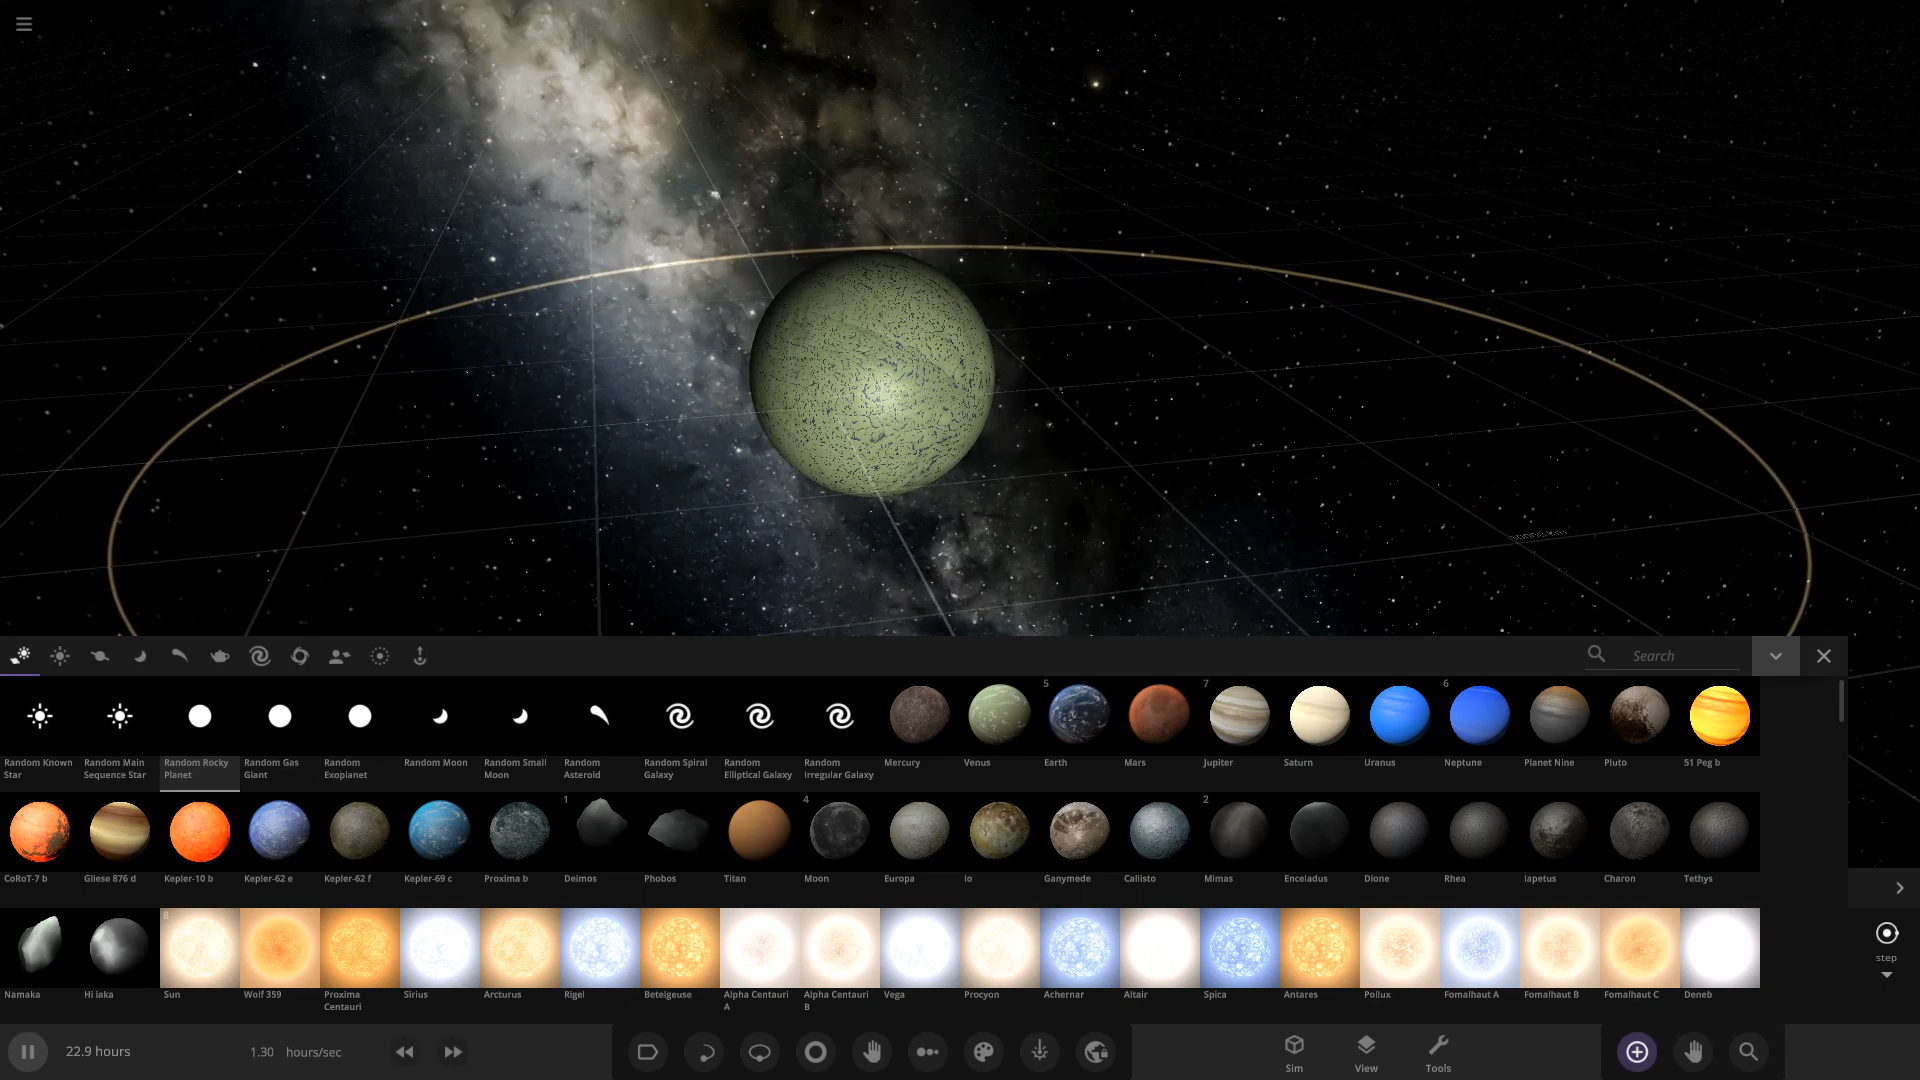 Search
5
7
6
Random Known
Star
Random Main
Sequence Star
Random Rocky
Planet
Random Gas
Giant
Random
Exoplanet
Random Moon
Random Small
Moon
Random
Asteroid
Random Spiral
Galaxy
Random
Elliptical Galaxy
Random
Irregular Galaxy
Mercury
Venus
Earth
Mars
Jupiter
Saturn
Uranus
Neptune
Planet Nine
Pluto
51 Peg b
1
4
2
CoRoT-7 b
Gliese 876 d
Kepler-10 b
Kepler-62 e
Kepler-62 f
Kepler-69 c
Proxima b
Deimos
Phobos
Titan
Moon
Europa
Io
Ganymede
Callisto
Mimas
Enceladus
Dione
Rhea
Iapetus
Charon
Tethys
8
Namaka
Hi iaka
Sun
Wolf 359
Proxima
Centauri
Sirius
Arcturus
Rigel
Betelgeuse
Alpha Centauri
A
Alpha Centauri
B
Vega
Procyon
Achernar
Altair
Spica
Antares
Pollux
Fomalhaut A
Fomalhaut B
Fomalhaut C
Deneb
step
22.9 hours
1.30 hours/sec
Sim
View
Tools